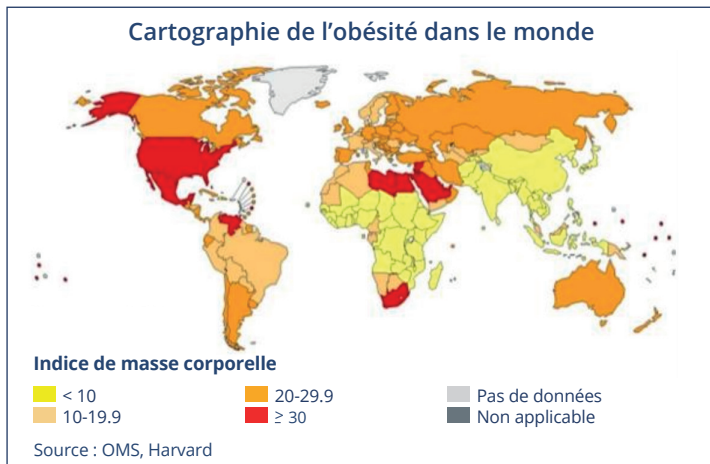 Cartographie de l’obésité dans le monde
Indice de masse corporelle
< 10
20-29.9
Pas de données
10-19.9
≥ 30
Non applicable
Source : OMS, Harvard